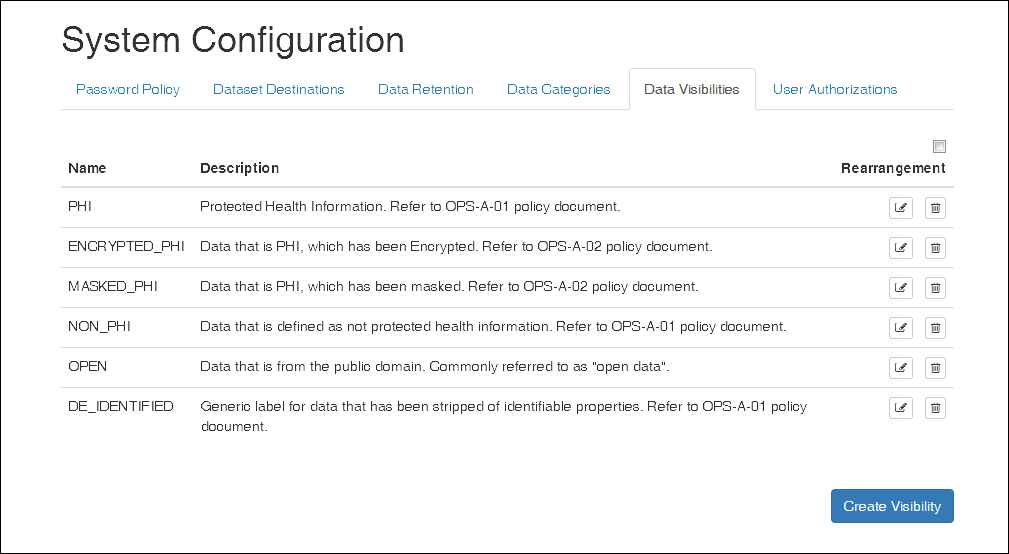 System Configuration
Password Policy Dataset Destinations Data Retention Data Categories Data Visibilities User Authorizations
Name Description Rearrangement
PHI Protected Health Information. Refer to OPS-A-01 policy document.
ENCRYPTED_PHI Data that is PHI, which has been Encrypted. Refer to OPS-A-02 policy document.
MASKED_PHI Data that is PHI, which has been masked. Refer to OPS-A-02 policy document.
NON_PHI Data that is defined as not protected health information. Refer to OPS-A-01 policy document.
OPEN Data that is from the public domain. Commonly referred to as "open data".
DE_IDENTIFIED Generic label for data that has been stripped of identifiable properties. Refer to OPS-A-01 policy
document.
Create Visibility